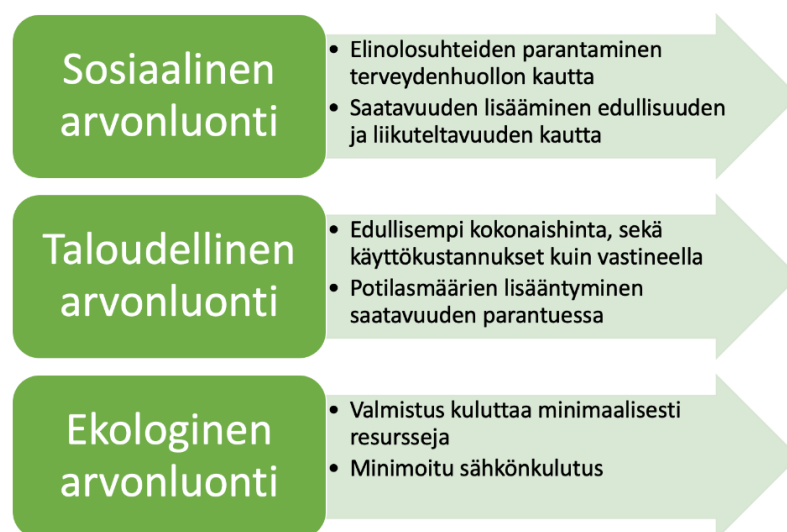 Sosiaalinen
arvonluonti
• Elinolosuhteiden parantaminen
terveydenhuollon kautta
• Saatavuuden lisääminen edullisuuden
ja liikuteltavuuden kautta
Taloudellinen
arvonluonti
• Edullisempi kokonaishinta, sekä
käyttökustannukset kuin vastineella
• Potilasmäärien lisääntyminen
saatavuuden parantuessa
Ekologinen
arvonluonti
• Valmistus kuluttaa minimaalisesti
resursseja
• Minimoitu sähkönkulutus